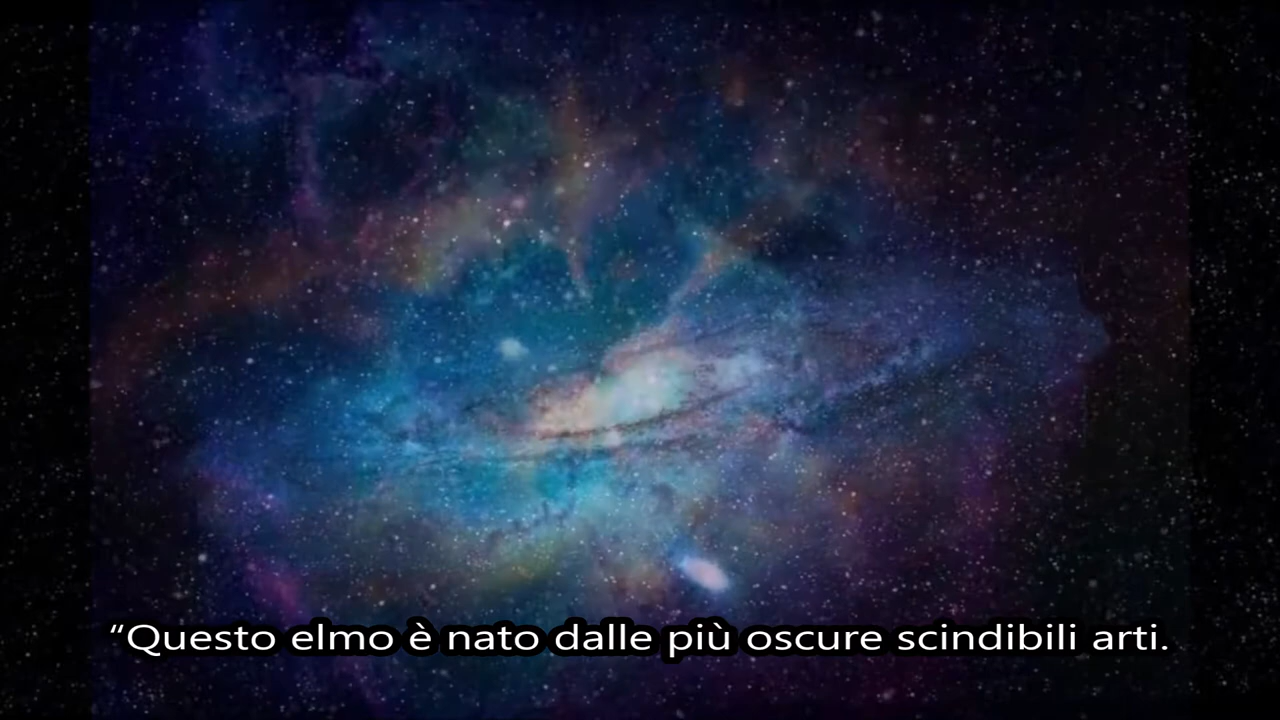 “Questo elmo è nato dalle più oscure scindibili arti.